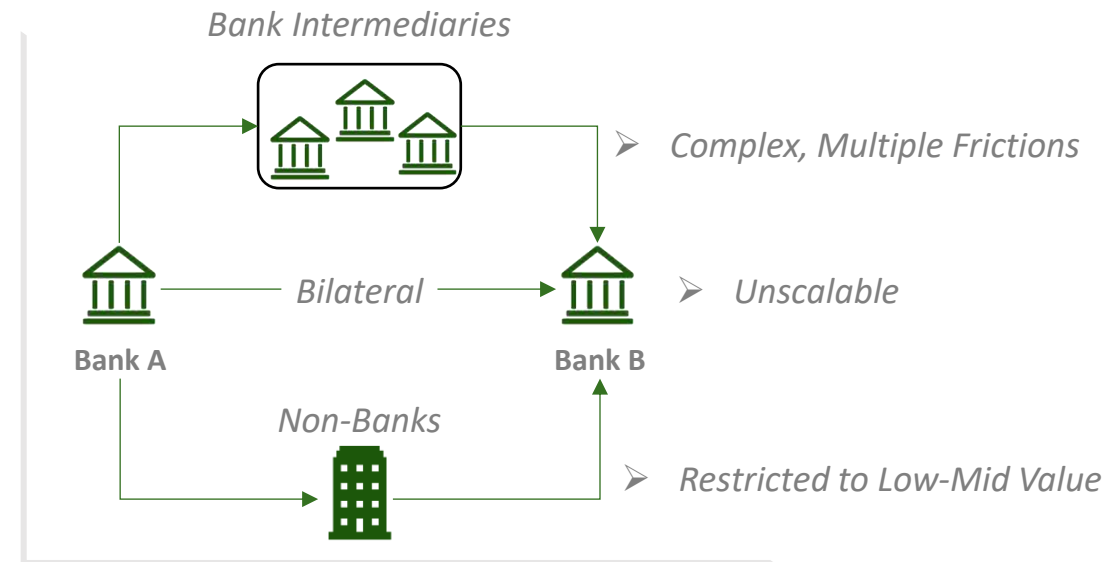 Bank Intermediaries
Complex, Multiple Frictions
Bilateral
Unscalable
Bank A
Bank B
Non-Banks
Restricted to Low-Mid Value